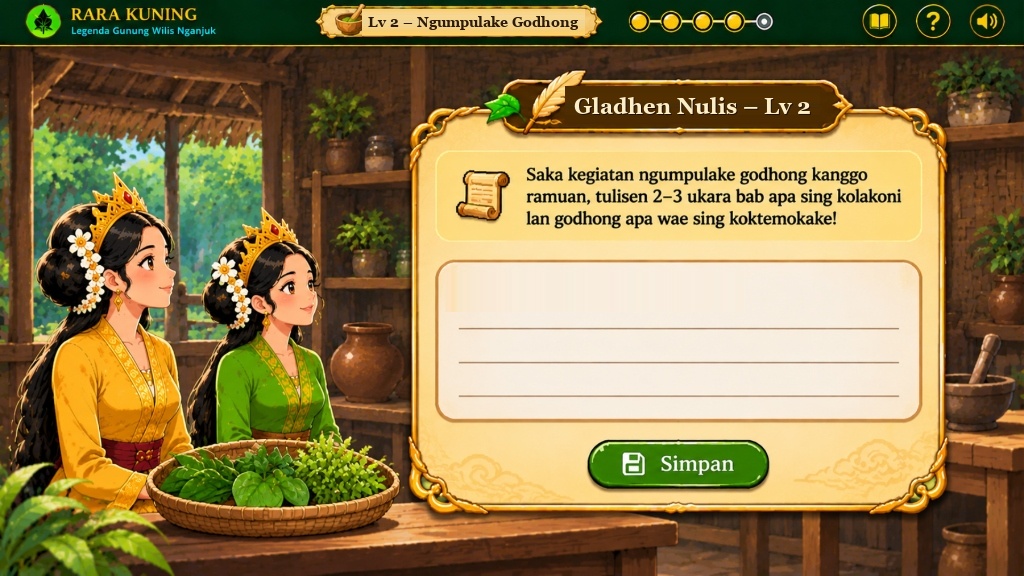 RARA KUNING
Legenda Gunung Wilis Nganjuk
Lv 2 – Ngumpulake Godhong
?
Gladhen Nulis – Lv 2
Saka kegiatan ngumpulake godhong kanggo
ramuan, tulisen 2–3 ukara bab apa sing kolakoni
lan godhong apa wae sing koktemokake!
Simpan